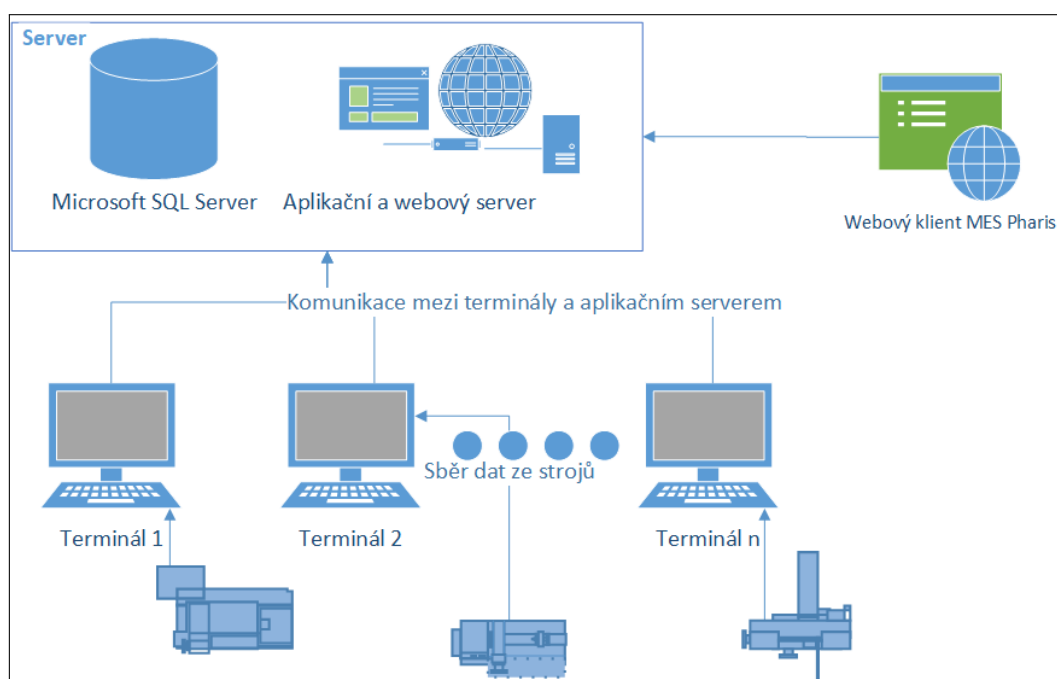 Server
Microsoft SQL Server
Aplikační a webový server
Webový klient MES Pharis
Komunikace mezi terminály a aplikačním serverem
Sběr dat ze strojů
Terminál 1
Terminál 2
Terminál n